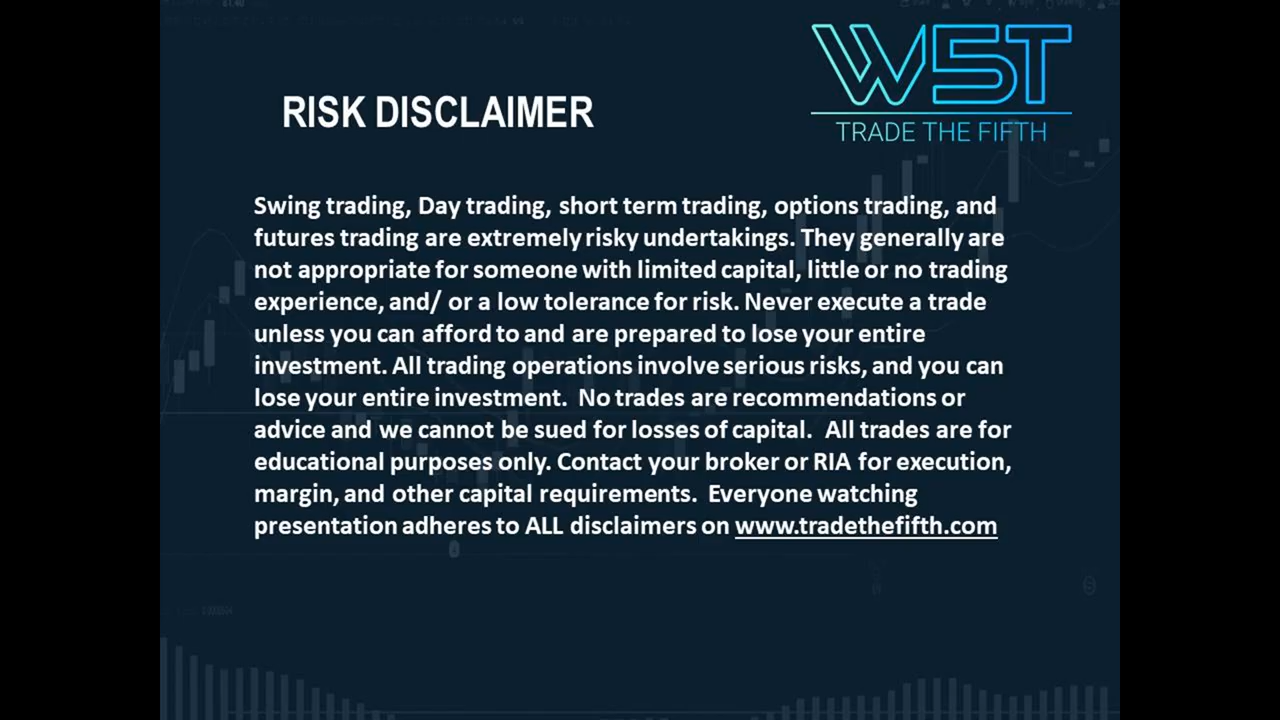 W5T
TRADE THE FIFTH
RISK DISCLAIMER
Swing trading, Day trading, short term trading, options trading, and
futures trading are extremely risky undertakings. They generally are
not appropriate for someone with limited capital, little or no trading
experience, and/ or a low tolerance for risk. Never execute a trade
unless you can afford to and are prepared to lose your entire
investment. All trading operations involve serious risks, and you can
lose your entire investment.  No trades are recommendations or
advice and we cannot be sued for losses of capital.  All trades are for
educational purposes only. Contact your broker or RIA for execution,
margin, and other capital requirements.  Everyone watching
presentation adheres to ALL disclaimers on www.tradethefifth.com